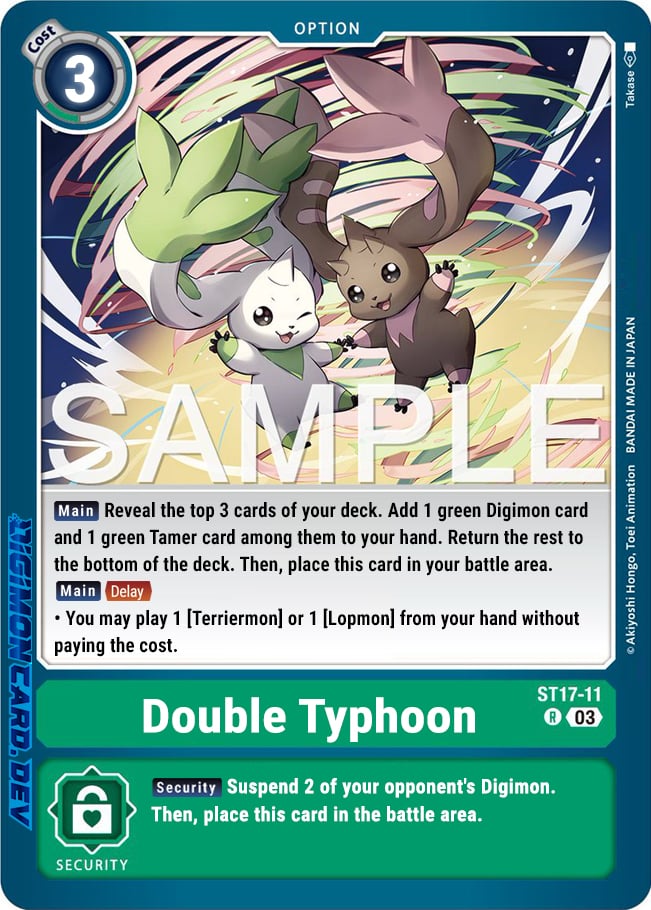 OPTION
Cost
3
Takase
SAMPLE
Main Reveal the top 3 cards of your deck. Add 1 green Digimon card
and 1 green Tamer card among them to your hand. Return the rest to
the bottom of the deck. Then, place this card in your battle area.
Main Delay
• You may play 1 [Terriermon] or 1 [Lopmon] from your hand without
paying the cost.
© Akiyoshi Hongo, Toei Animation BANDAI MADE IN JAPAN
DIGIMONCARD.DEV
Double Typhoon
ST17-11
R 03
Security Suspend 2 of your opponent's Digimon.
Then, place this card in the battle area.
SECURITY